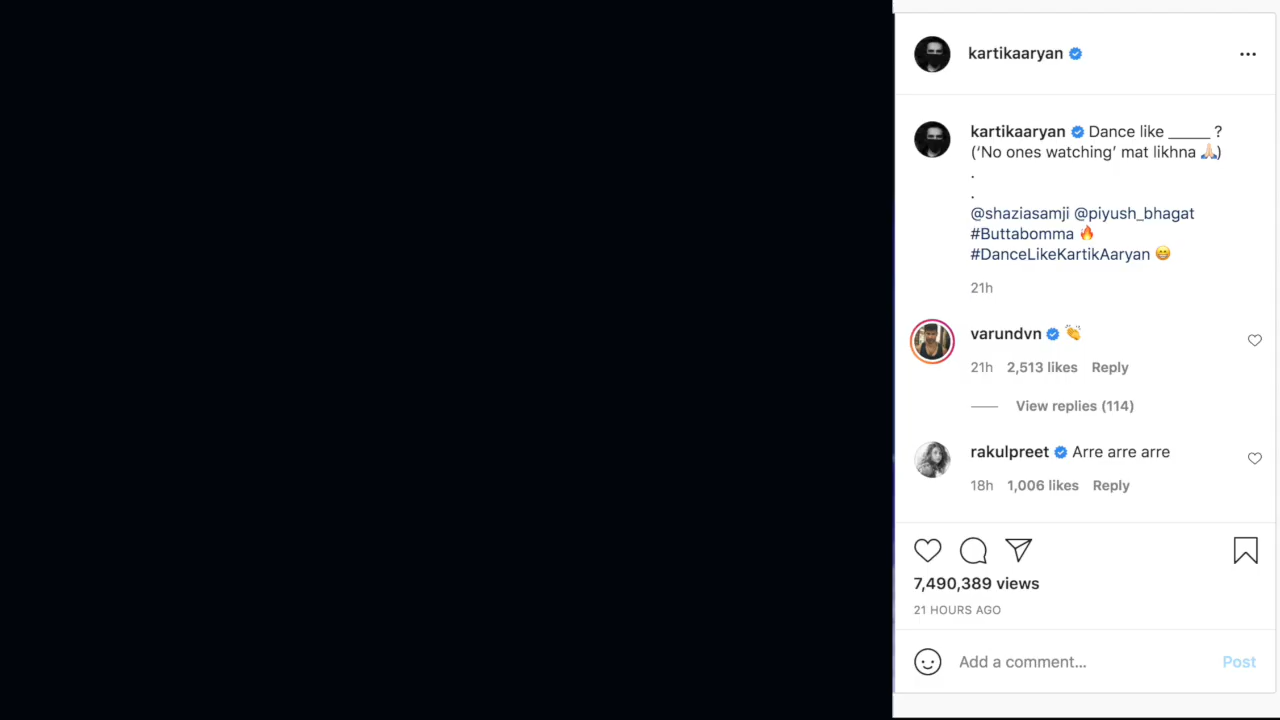 kartikaaryan
kartikaaryan Dance like _____ ?
('No ones watching' mat likhna 🙏🏻)
.
.
@shaziasamji @piyush_bhagat
#Buttabomma 🔥
#DanceLikeKartikAaryan 😁
21h
varundvn 👏
21h 2,513 likes Reply
View replies (114)
rakulpreet Arre arre arre
18h 1,006 likes Reply
7,490,389 views
21 HOURS AGO
Add a comment... Post